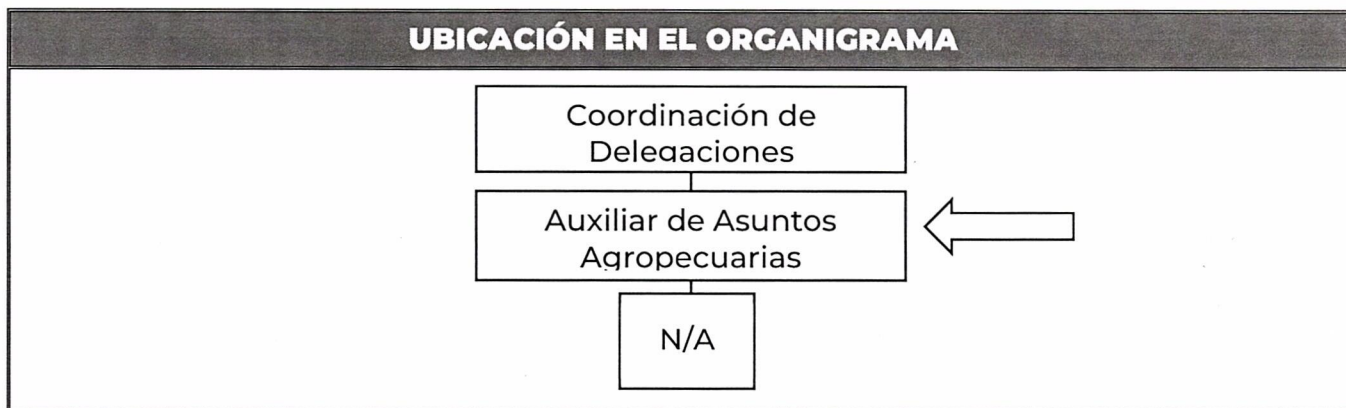 UBICACIÓN EN EL ORGANIGRAMA
Coordinación de
Delegaciones
Auxiliar de Asuntos
Agropecuarias
N/A